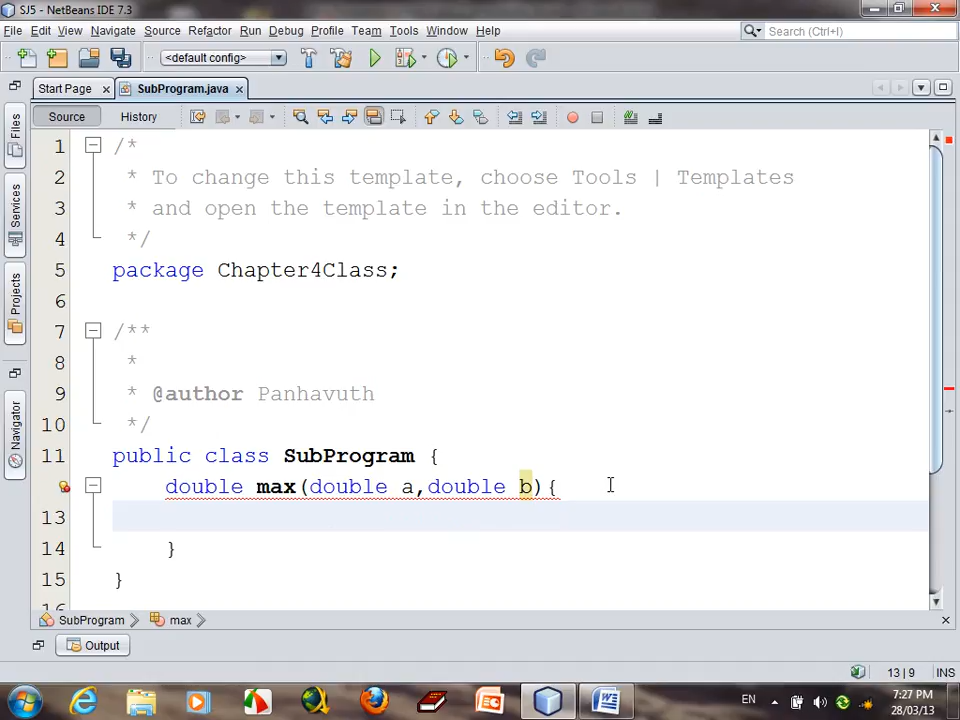 SJ5 - NetBeans IDE 7.3
File Edit View Navigate Source Refactor Run Debug Profile Team Tools Window Help
Search (Ctrl+I)
<default config>
Start Page
SubProgram.java
Source History
Files
Services
Projects
Navigator
1 /*
2 * To change this template, choose Tools | Templates
3 * and open the template in the editor.
4 */
5 package Chapter4Class;
6
7 /**
8 *
9 * @author Panhavuth
10 */
11 public class SubProgram {
double max(double a,double b){
13
14 }
15 }
16
SubProgram max
Output
13 | 9 INS
EN
7:27 PM
28/03/13